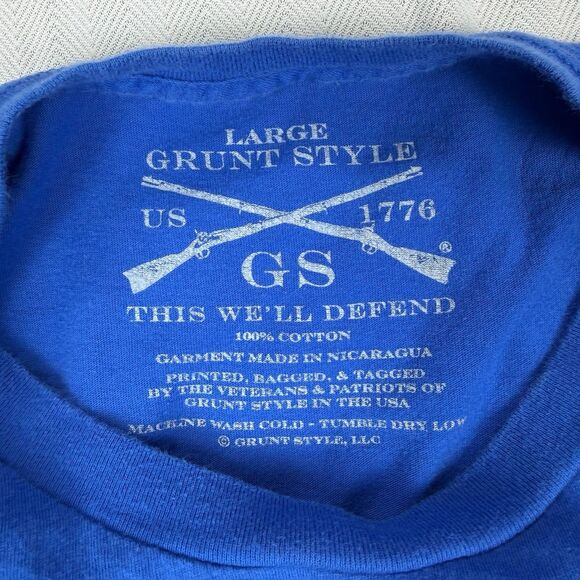 LARGE
GRUNT STYLE
US 1776
GS ®
THIS WE'LL DEFEND
100% COTTON
GARMENT MADE IN NICARAGUA
PRINTED, BAGGED, & TAGGED
BY THE VETERANS & PATRIOTS OF
GRUNT STYLE IN THE USA
MACHINE WASH COLD - TUMBLE DRY LOW
© GRUNT STYLE, LLC